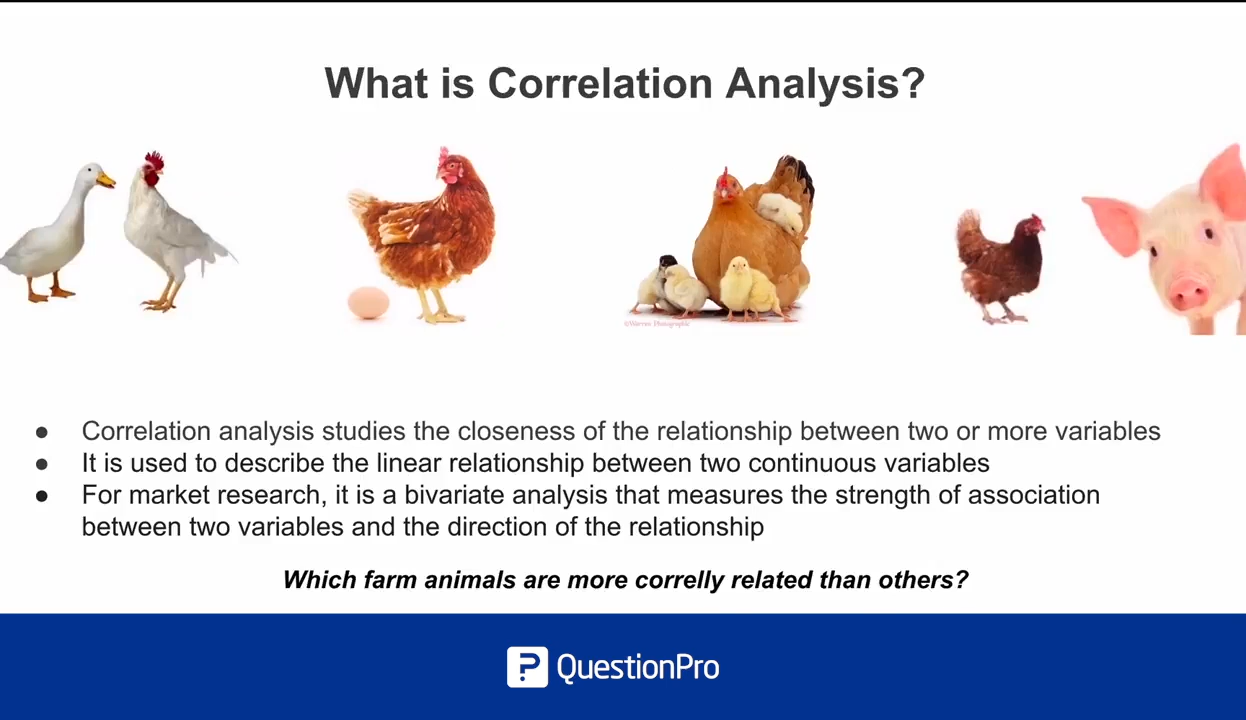 What is Correlation Analysis?
©Warren Photographic
● Correlation analysis studies the closeness of the relationship between two or more variables
● It is used to describe the linear relationship between two continuous variables
● For market research, it is a bivariate analysis that measures the strength of association
between two variables and the direction of the relationship
Which farm animals are more correlly related than others?
QuestionPro